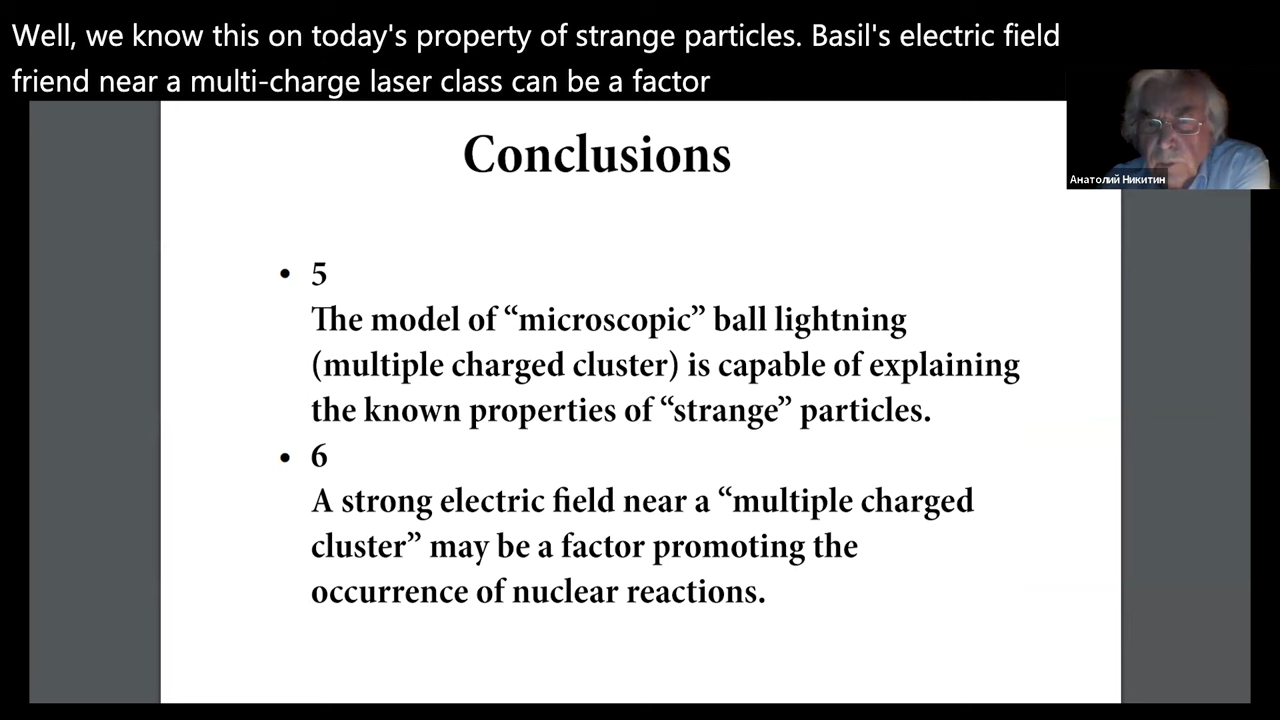 Well, we know this on today's property of strange particles. Basil's electric field
friend near a multi-charge laser class can be a factor
Анатолий Никитин
Conclusions
• 5
The model of “microscopic” ball lightning
(multiple charged cluster) is capable of explaining
the known properties of “strange” particles.
• 6
A strong electric field near a “multiple charged
cluster” may be a factor promoting the
occurrence of nuclear reactions.